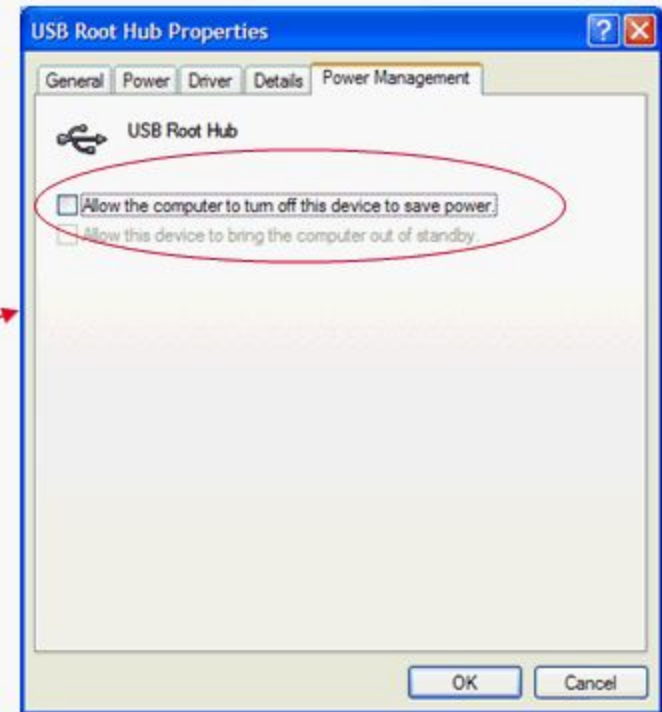 USB Root Hub Properties
General Power Driver Details Power Management
USB Root Hub
Allow the computer to turn off this device to save power.
Allow this device to bring the computer out of standby.
OK Cancel